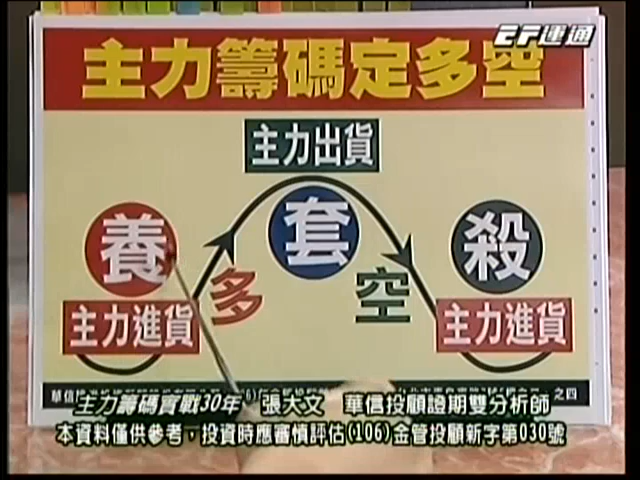 EF運通
主力籌碼定多空
主力出貨
養 套 殺
多 空
主力進貨 主力進貨
之四
主力籌碼實戰30年 張大文 華信投顧證期雙分析師
本資料僅供參考，投資時應審慎評估(106)金管投顧新字第030號